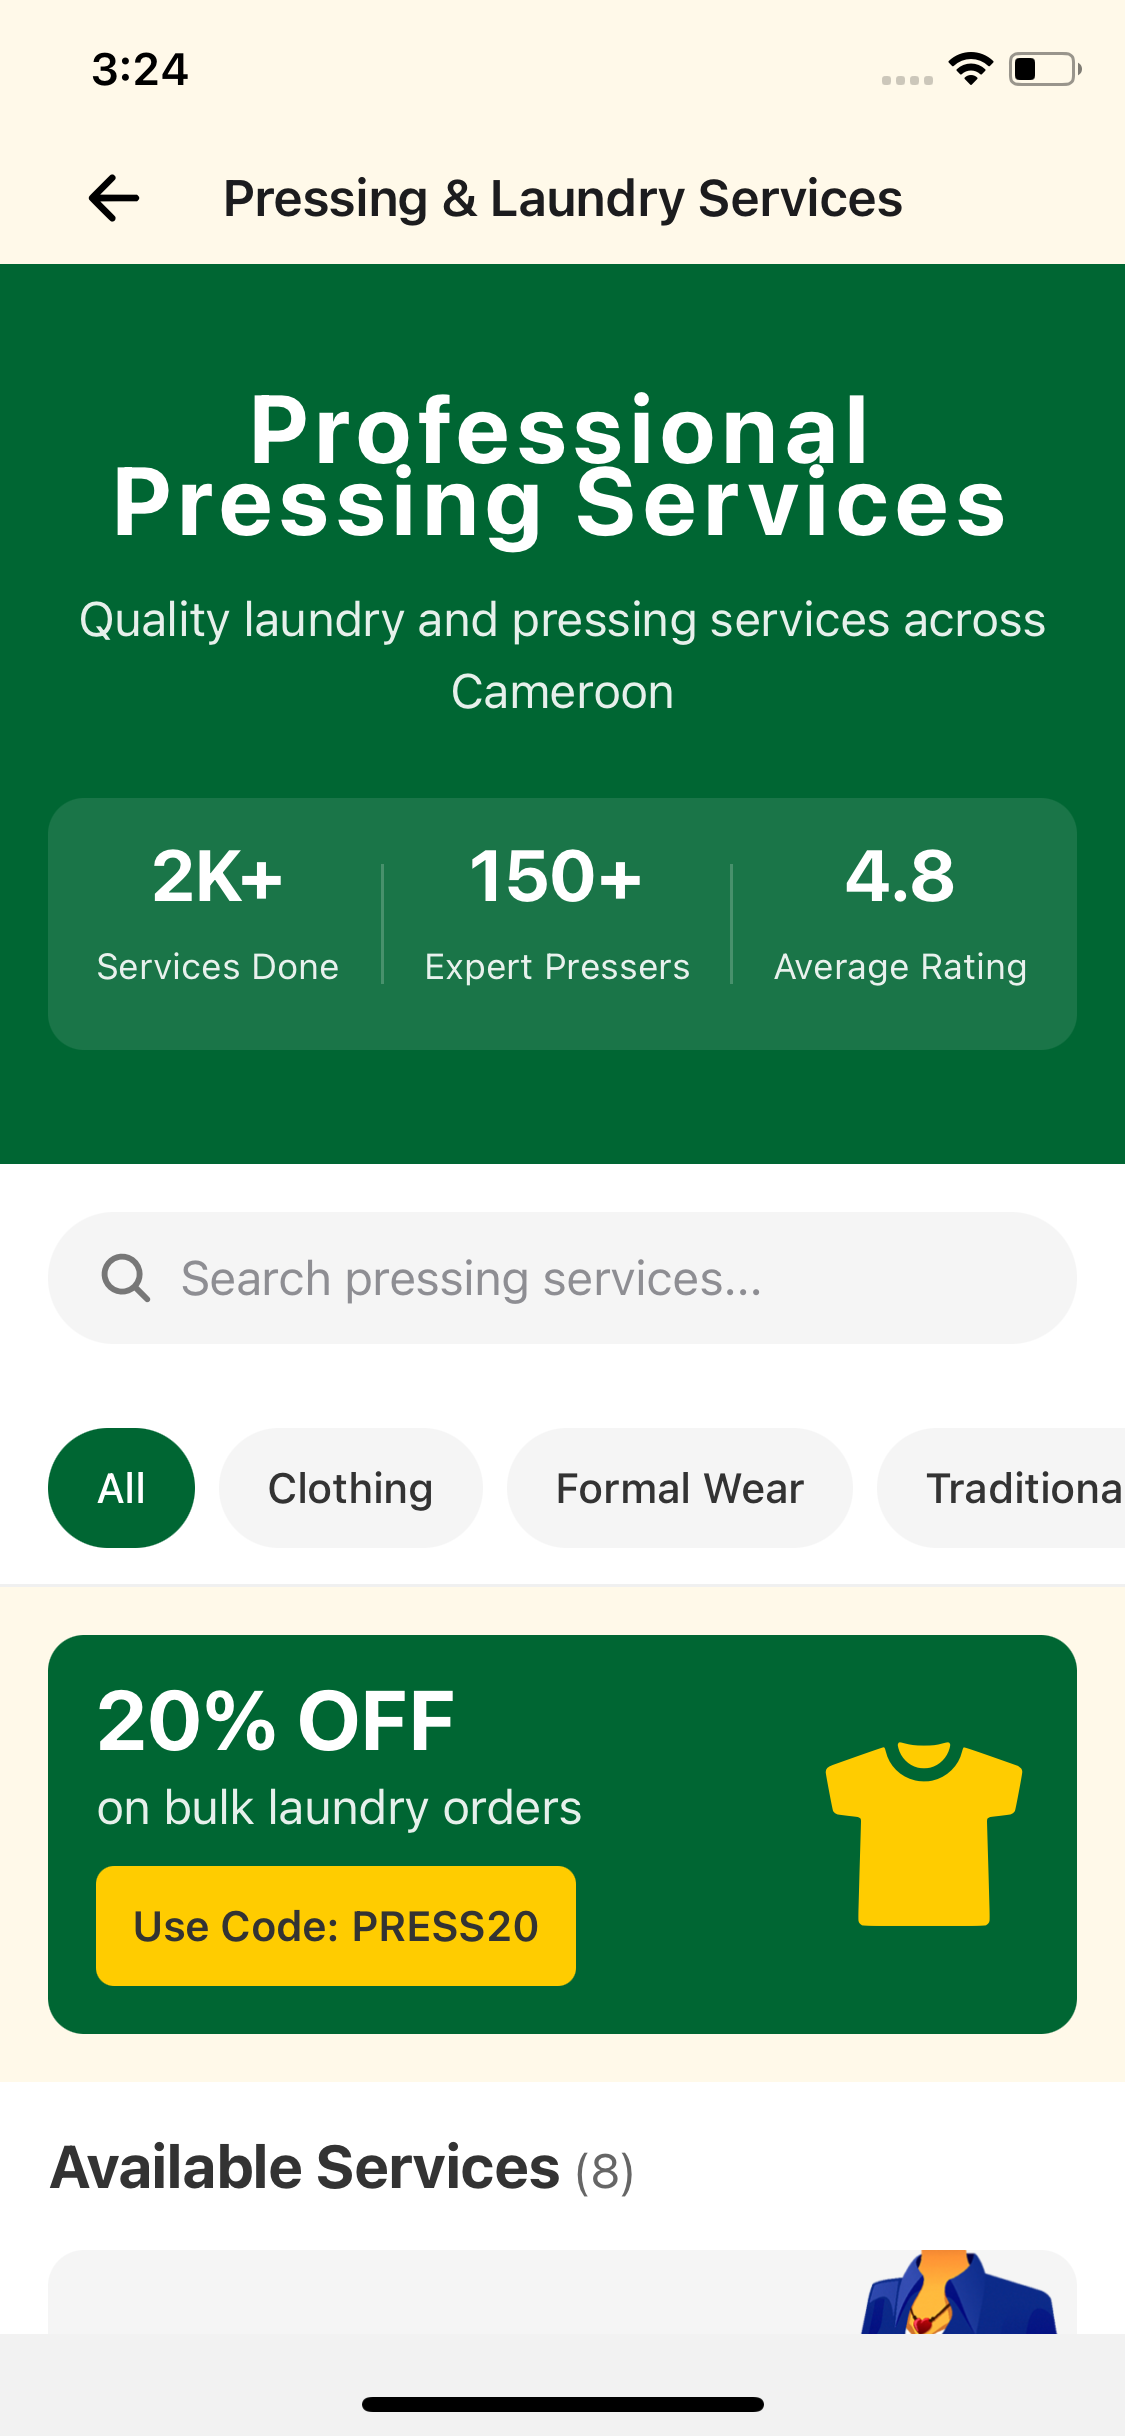 3:24
Pressing & Laundry Services
Professional
Pressing Services
Quality laundry and pressing services across
Cameroon
2K+
150+
4.8
Services Done
Expert Pressers
Average Rating
Search pressing services...
All
Clothing
Formal Wear
Traditiona
20% OFF
on bulk laundry orders
Use Code: PRESS20
Available Services (8)